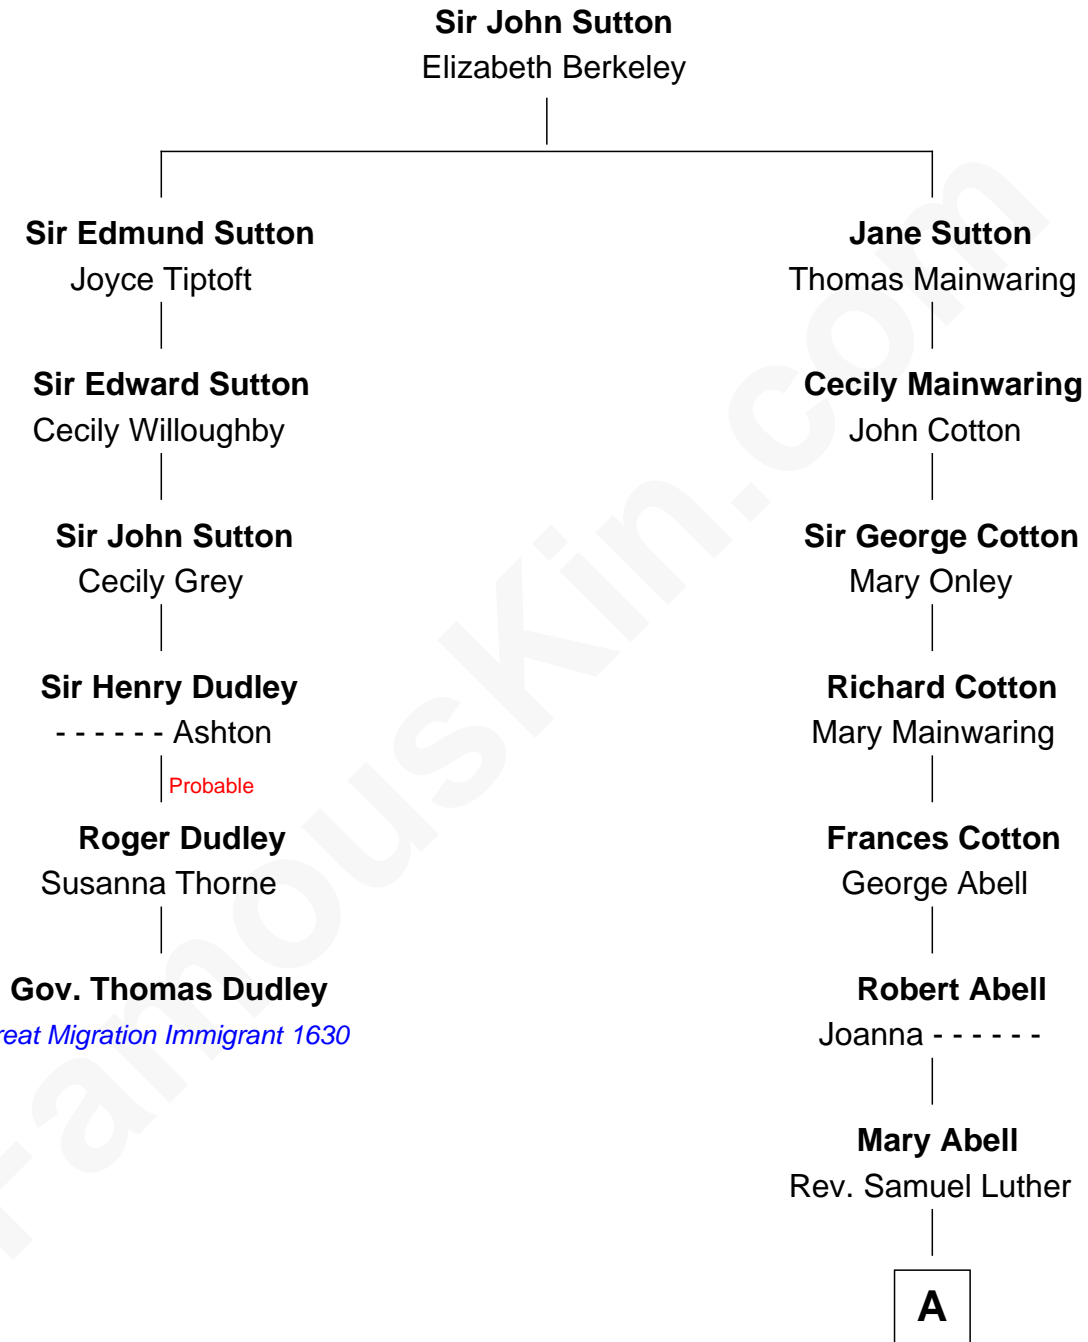 Sir John Sutton
Elizabeth Berkeley
Sir Edmund Sutton
Joyce Tiptoft
Jane Sutton
Thomas Mainwaring
Sir Edward Sutton
Cecily Willoughby
Cecily Mainwaring
John Cotton
Sir John Sutton
Cecily Grey
Sir George Cotton
Mary Onley
Sir Henry Dudley
- - - - - - Ashton
Probable
Richard Cotton
Mary Mainwaring
Roger Dudley
Susanna Thorne
Frances Cotton
George Abell
Gov. Thomas Dudley
reat Migration Immigrant 1630
Robert Abell
Joanna - - - - - -
Mary Abell
Rev. Samuel Luther
A
FamousKin.com